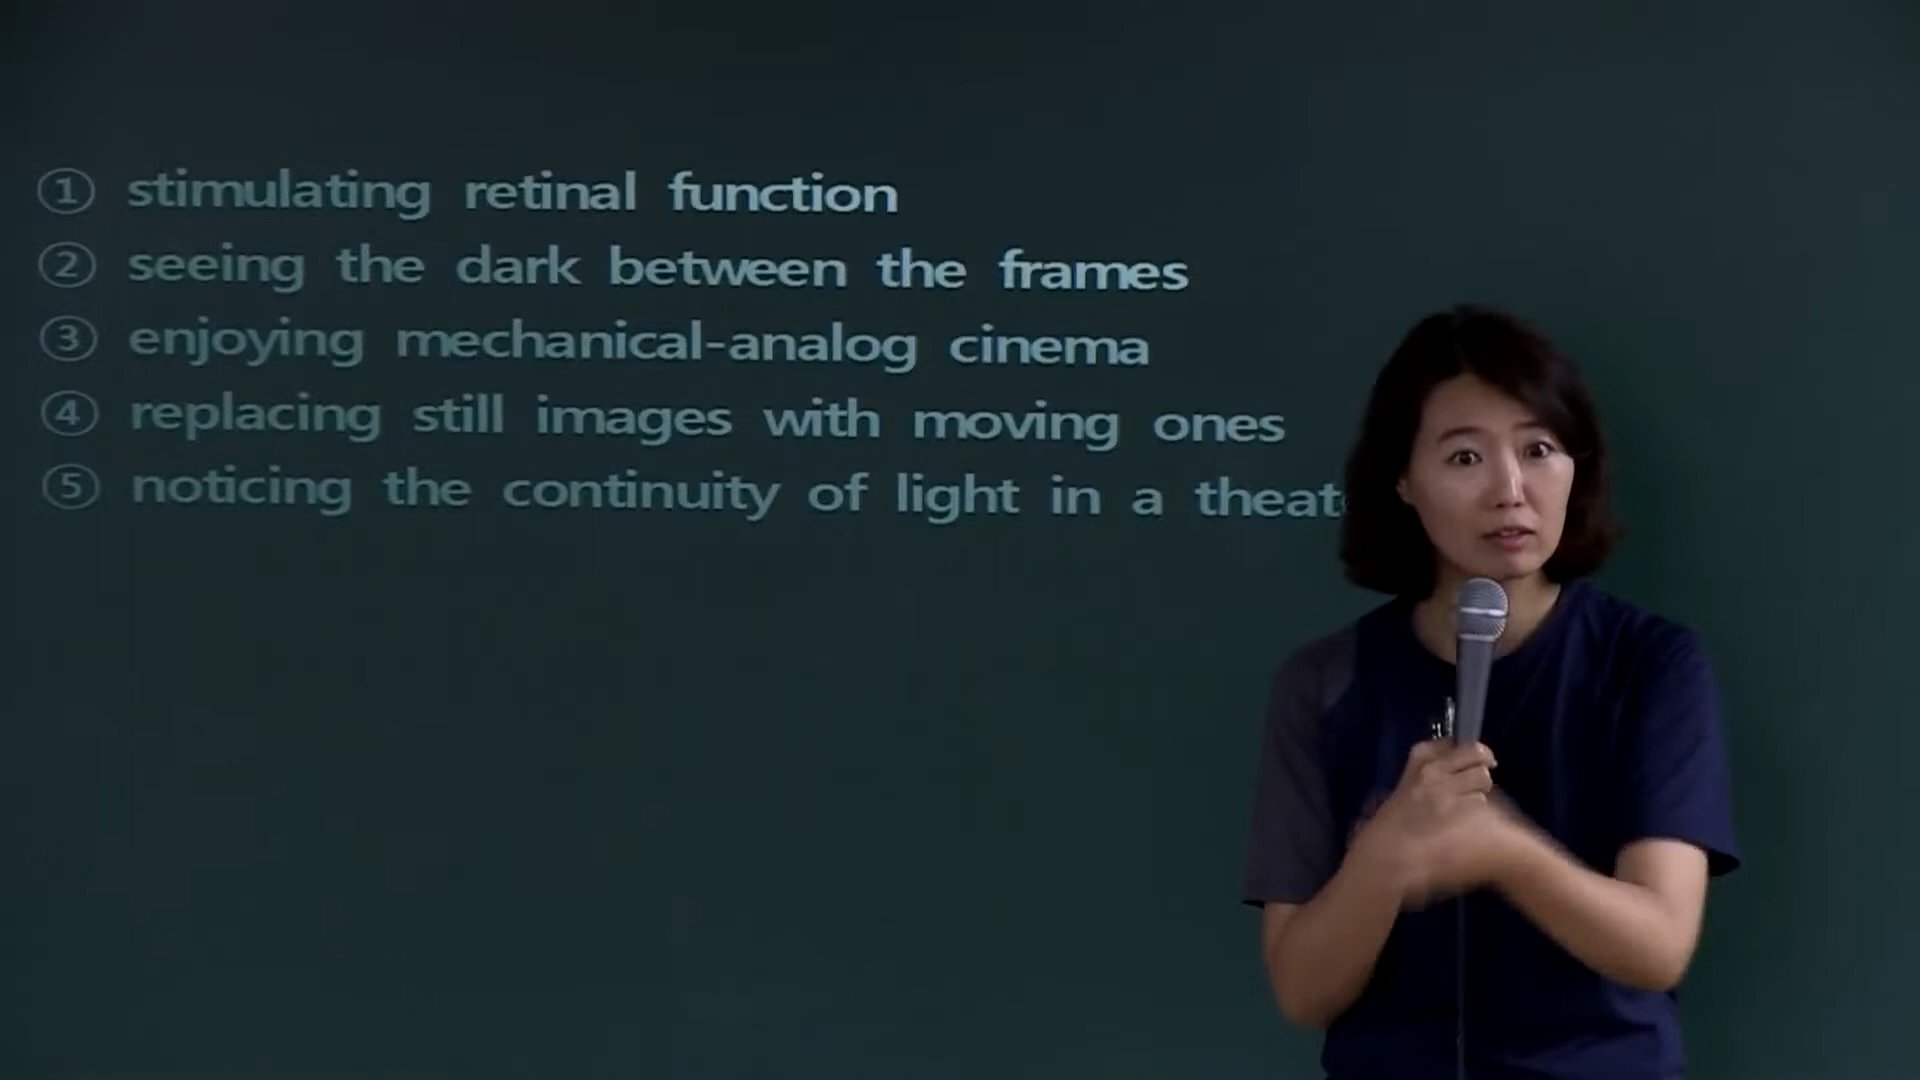 ① stimulating retinal function
② seeing the dark between the frames
③ enjoying mechanical-analog cinema
④ replacing still images with moving ones
⑤ noticing the continuity of light in a